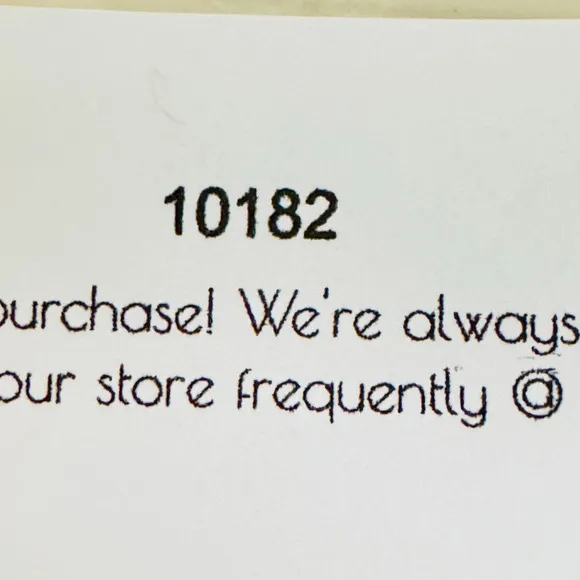 10182
purchase! We're always
our store frequently @